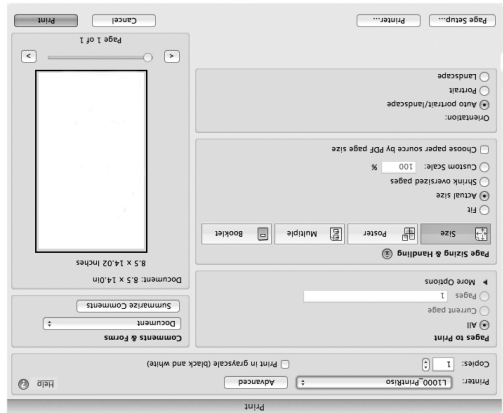 Print
Printer: L1000_PrintRiso Advanced Help
Copies: 1 Print in grayscale (black and white)
Pages to Print
All
Current page
Pages 1
More Options
Page Sizing & Handling
Size Poster Multiple Booklet
Fit
Actual size
Shrink oversized pages
Custom Scale: 100 %
Choose paper source by PDF page size
Orientation:
Auto portrait/landscape
Portrait
Landscape
Comments & Forms
Document
Summarize Comments
Document: 8.5 x 14.0in
8.5 x 14.02 Inches
< >
Page 1 of 1
Page Setup... Printer... Cancel Print